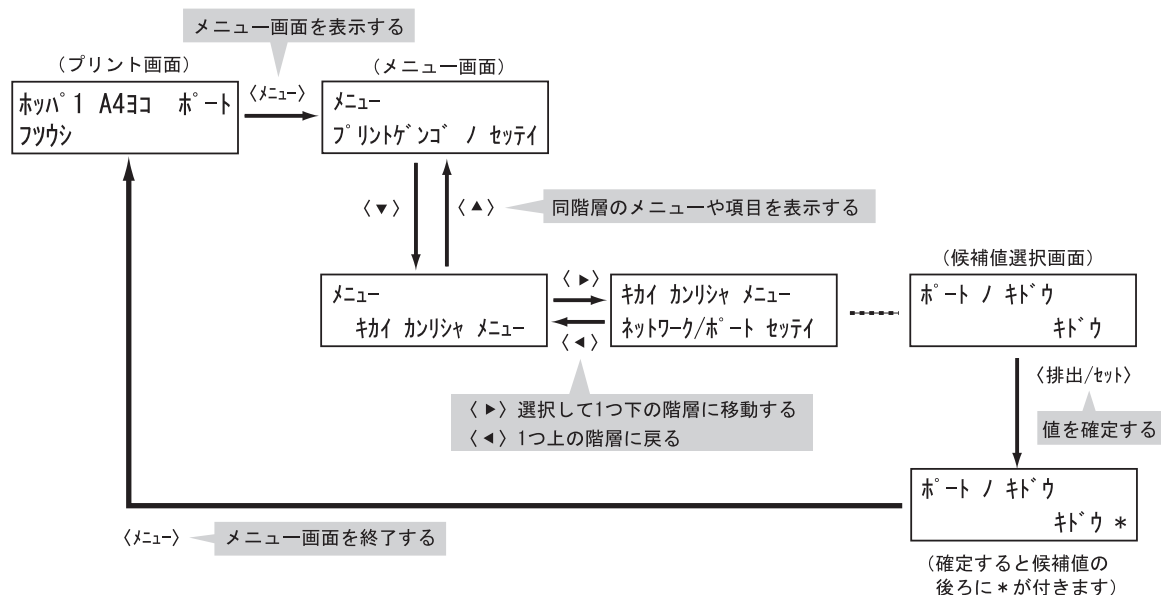 メニュー画面を表示する
（プリント画面）
〈ﾒﾆｭｰ〉
（メニュー画面）
ﾎｯﾊﾟ1 A4ﾖｺ ﾎﾟｰﾄ
ﾌﾂｳｼ
ﾒﾆｭｰ
ﾌﾟﾘﾝﾄｹﾞﾝｺﾞ ﾉ ｾｯﾃｲ
〈▼〉
〈▲〉
同階層のメニューや項目を表示する
ﾒﾆｭｰ
ｷｶｲ ｶﾝﾘｼｬ ﾒﾆｭｰ
〈▶〉
〈◀〉
ｷｶｲ ｶﾝﾘｼｬ ﾒﾆｭｰ
ﾈｯﾄﾜｰｸ/ﾎﾟｰﾄ ｾｯﾃｲ
（候補値選択画面）
ﾎﾟｰﾄ ﾉ ｷﾄﾞｳ
ｷﾄﾞｳ
〈▶〉選択して1つ下の階層に移動する
〈◀〉1つ上の階層に戻る
〈排出/ｾｯﾄ〉
値を確定する
ﾎﾟｰﾄ ﾉ ｷﾄﾞｳ
ｷﾄﾞｳ *
（確定すると候補値の
後ろに*が付きます）
〈ﾒﾆｭｰ〉
メニュー画面を終了する